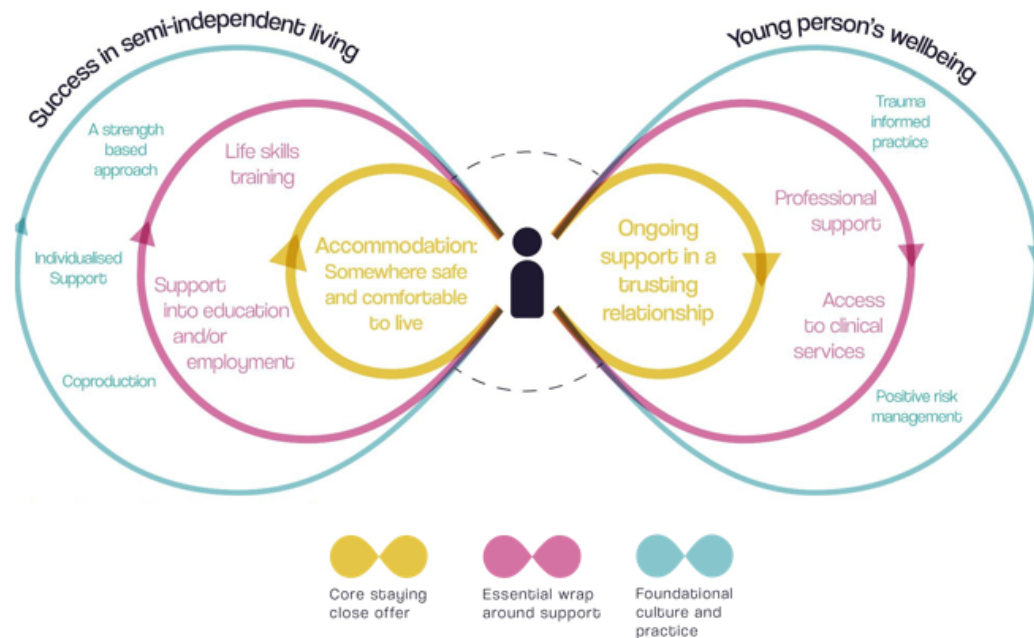 Success in semi-independent living
Young person's wellbeing
A strength
based
approach
Individualised
Support
Coproduction
Life skills
training
Support
into education
and/or
employment
Accommodation:
Somewhere safe
and comfortable
to live
Ongoing
support in a
trusting
relationship
Professional
support
Access
to clinical
services
Trauma
informed
practice
Positive risk
management
Core staying
close offer
Essential wrap
around support
Foundational
culture and
practice